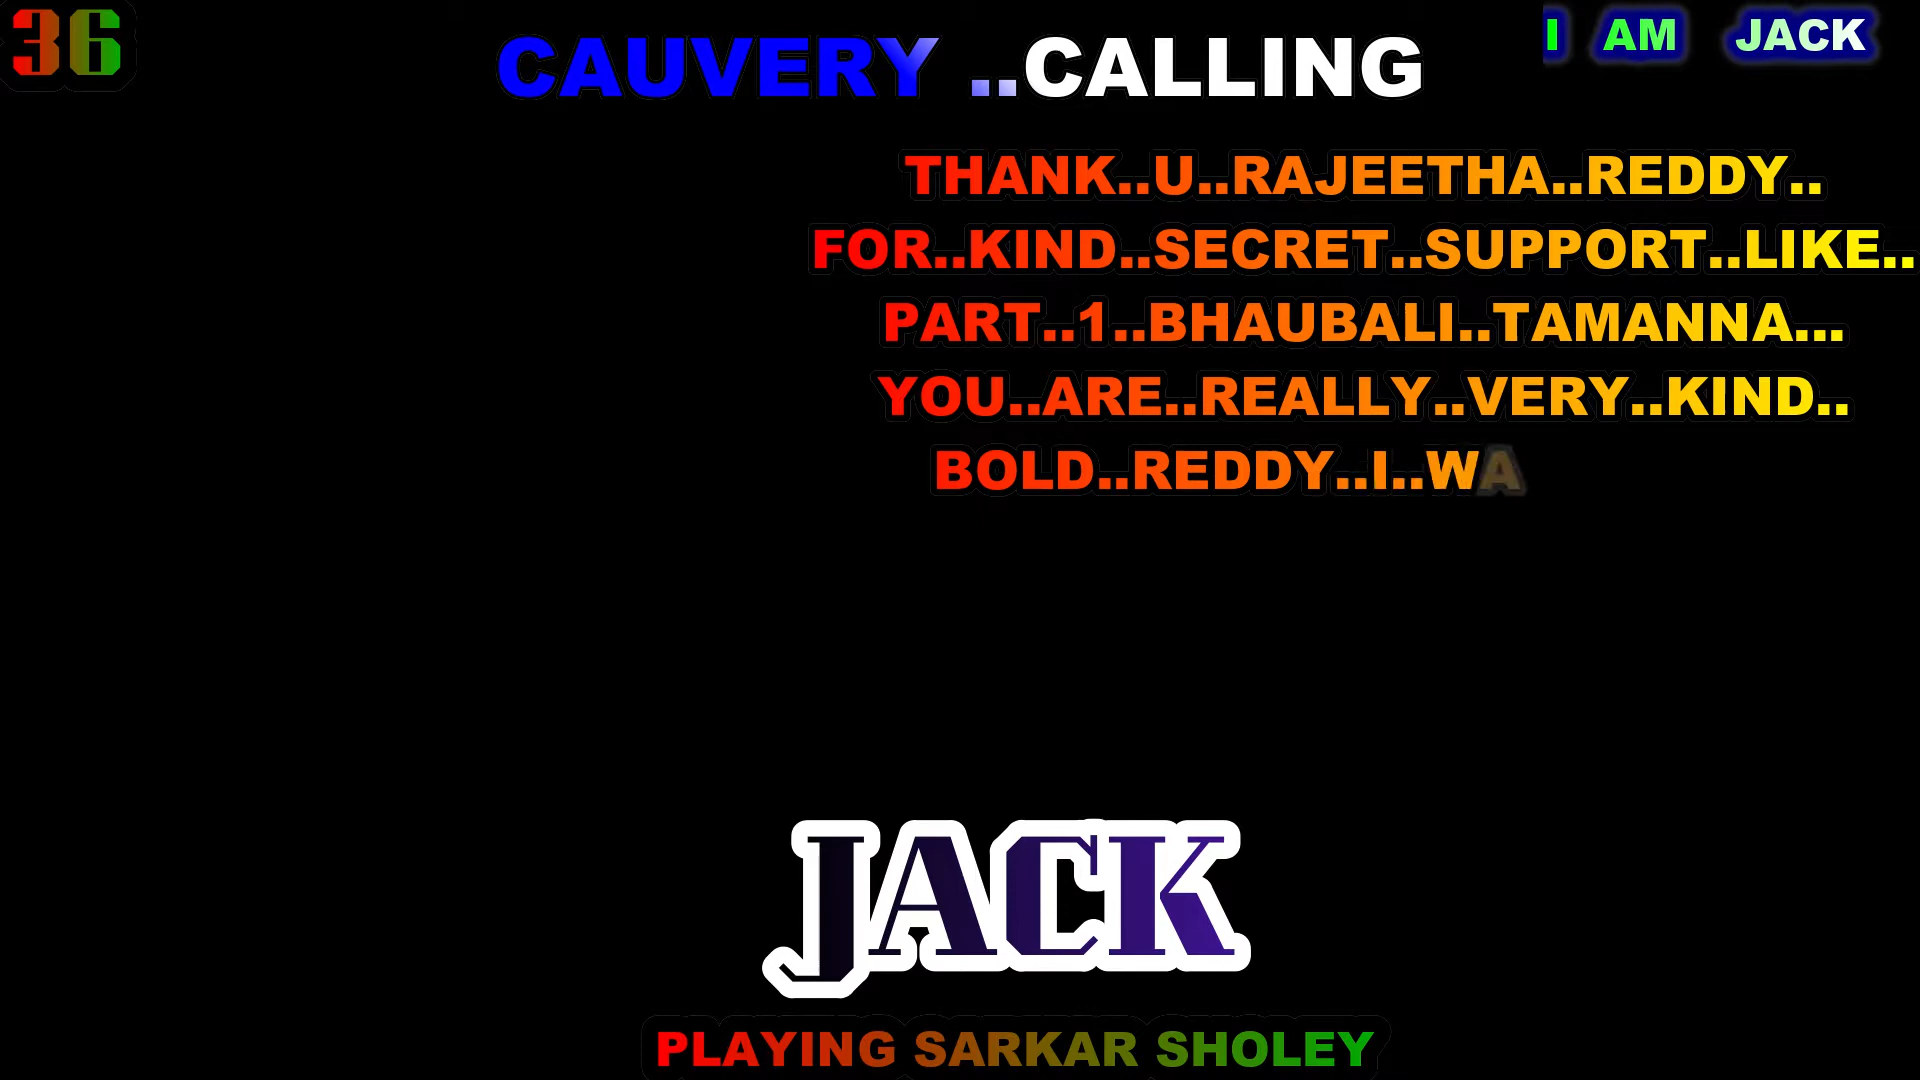 36
I AM JACK
CAUVERY ..CALLING
THANK..U..RAJEETHA..REDDY..
FOR..KIND..SECRET..SUPPORT..LIKE..
PART..1..BHAUBALI..TAMANNA...
YOU..ARE..REALLY..VERY..KIND..
BOLD..REDDY..I..WA
JACK
PLAYING SARKAR SHOLEY